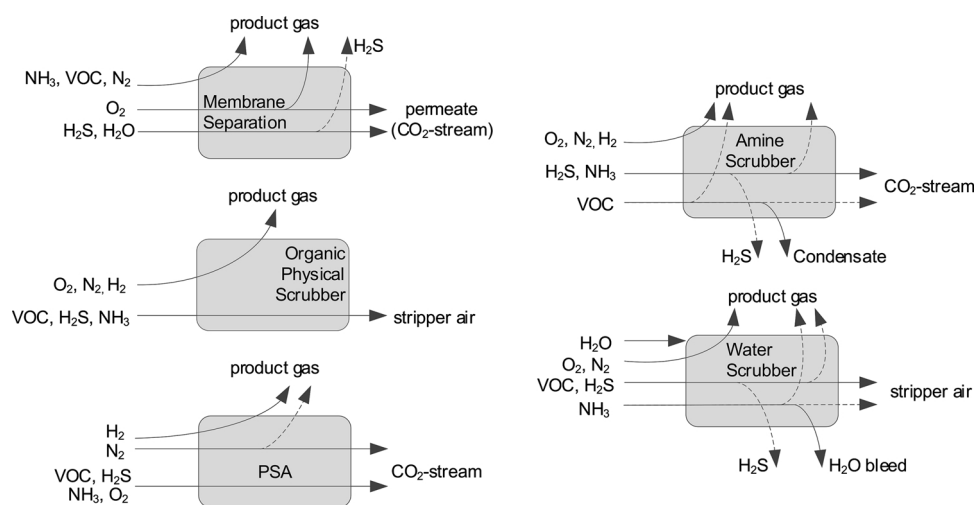 product gas
H₂S
NH₃, VOC, N₂
O₂
H₂S, H₂O
Membrane
Separation
permeate
(CO₂-stream)
product gas
Organic
Physical
Scrubber
O₂, N₂, H₂
VOC, H₂S, NH₃
stripper air
product gas
H₂
N₂
VOC, H₂S
NH₃, O₂
PSA
CO₂-stream
product gas
O₂, N₂, H₂
Amine
Scrubber
H₂S, NH₃
VOC
CO₂-stream
H₂S
Condensate
product gas
H₂O
O₂, N₂
VOC, H₂S
NH₃
Water
Scrubber
stripper air
H₂S
H₂O bleed